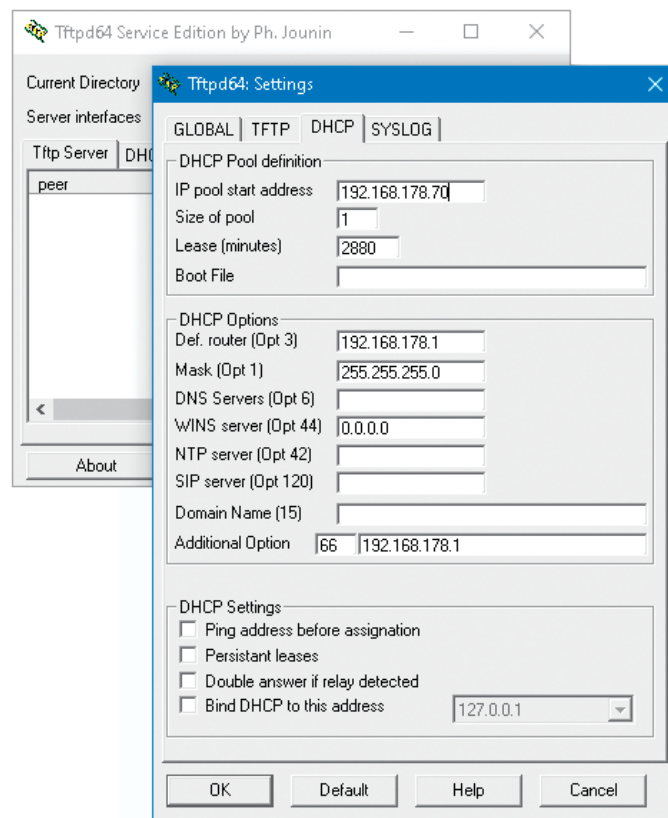 Tftpd64 Service Edition by Ph. Jounin
Current Directory
Server interfaces
Tftp Server
peer
About
Tftpd64: Settings
GLOBAL TFTP DHCP SYSLOG
DHCP Pool definition
IP pool start address 192.168.178.70
Size of pool 1
Lease (minutes) 2880
Boot File
DHCP Options
Def. router (Opt 3) 192.168.178.1
Mask (Opt 1) 255.255.255.0
DNS Servers (Opt 6)
WINS server (Opt 44) 0.0.0.0
NTP server (Opt 42)
SIP server (Opt 120)
Domain Name (15)
Additional Option 66 192.168.178.1
DHCP Settings
Ping address before assignation
Persistant leases
Double answer if relay detected
Bind DHCP to this address 127.0.0.1
OK Default Help Cancel